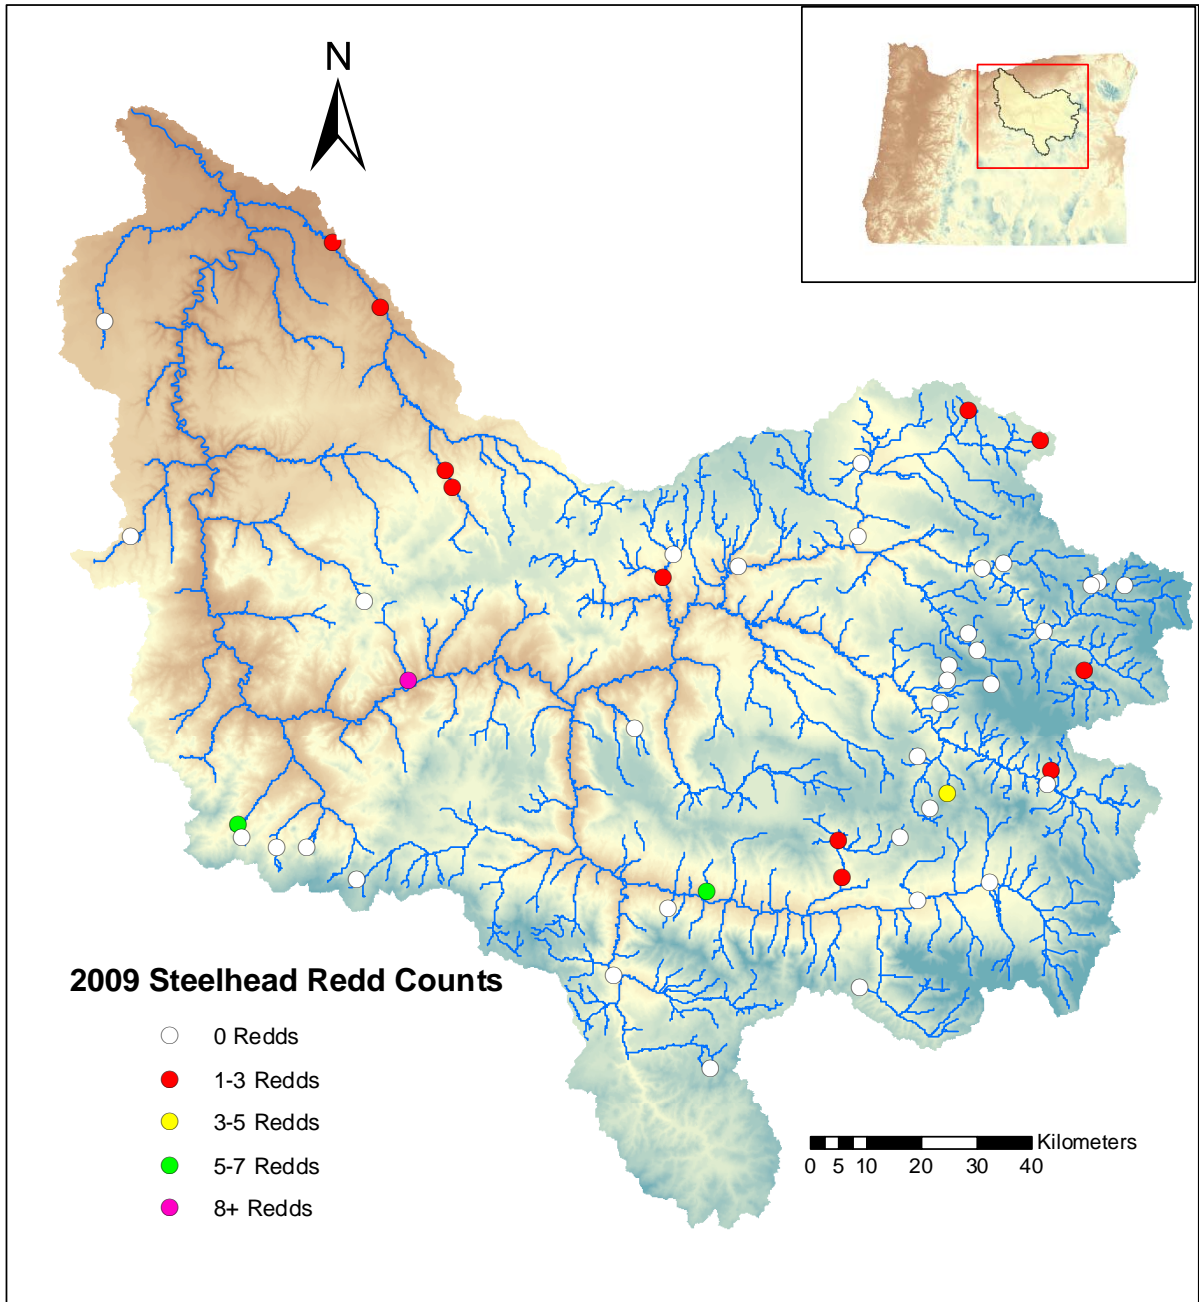 N
2009 Steelhead Redd Counts
0 Redds
1-3 Redds
3-5 Redds
5-7 Redds
8+ Redds
Kilometers
0 5 10 20 30 40